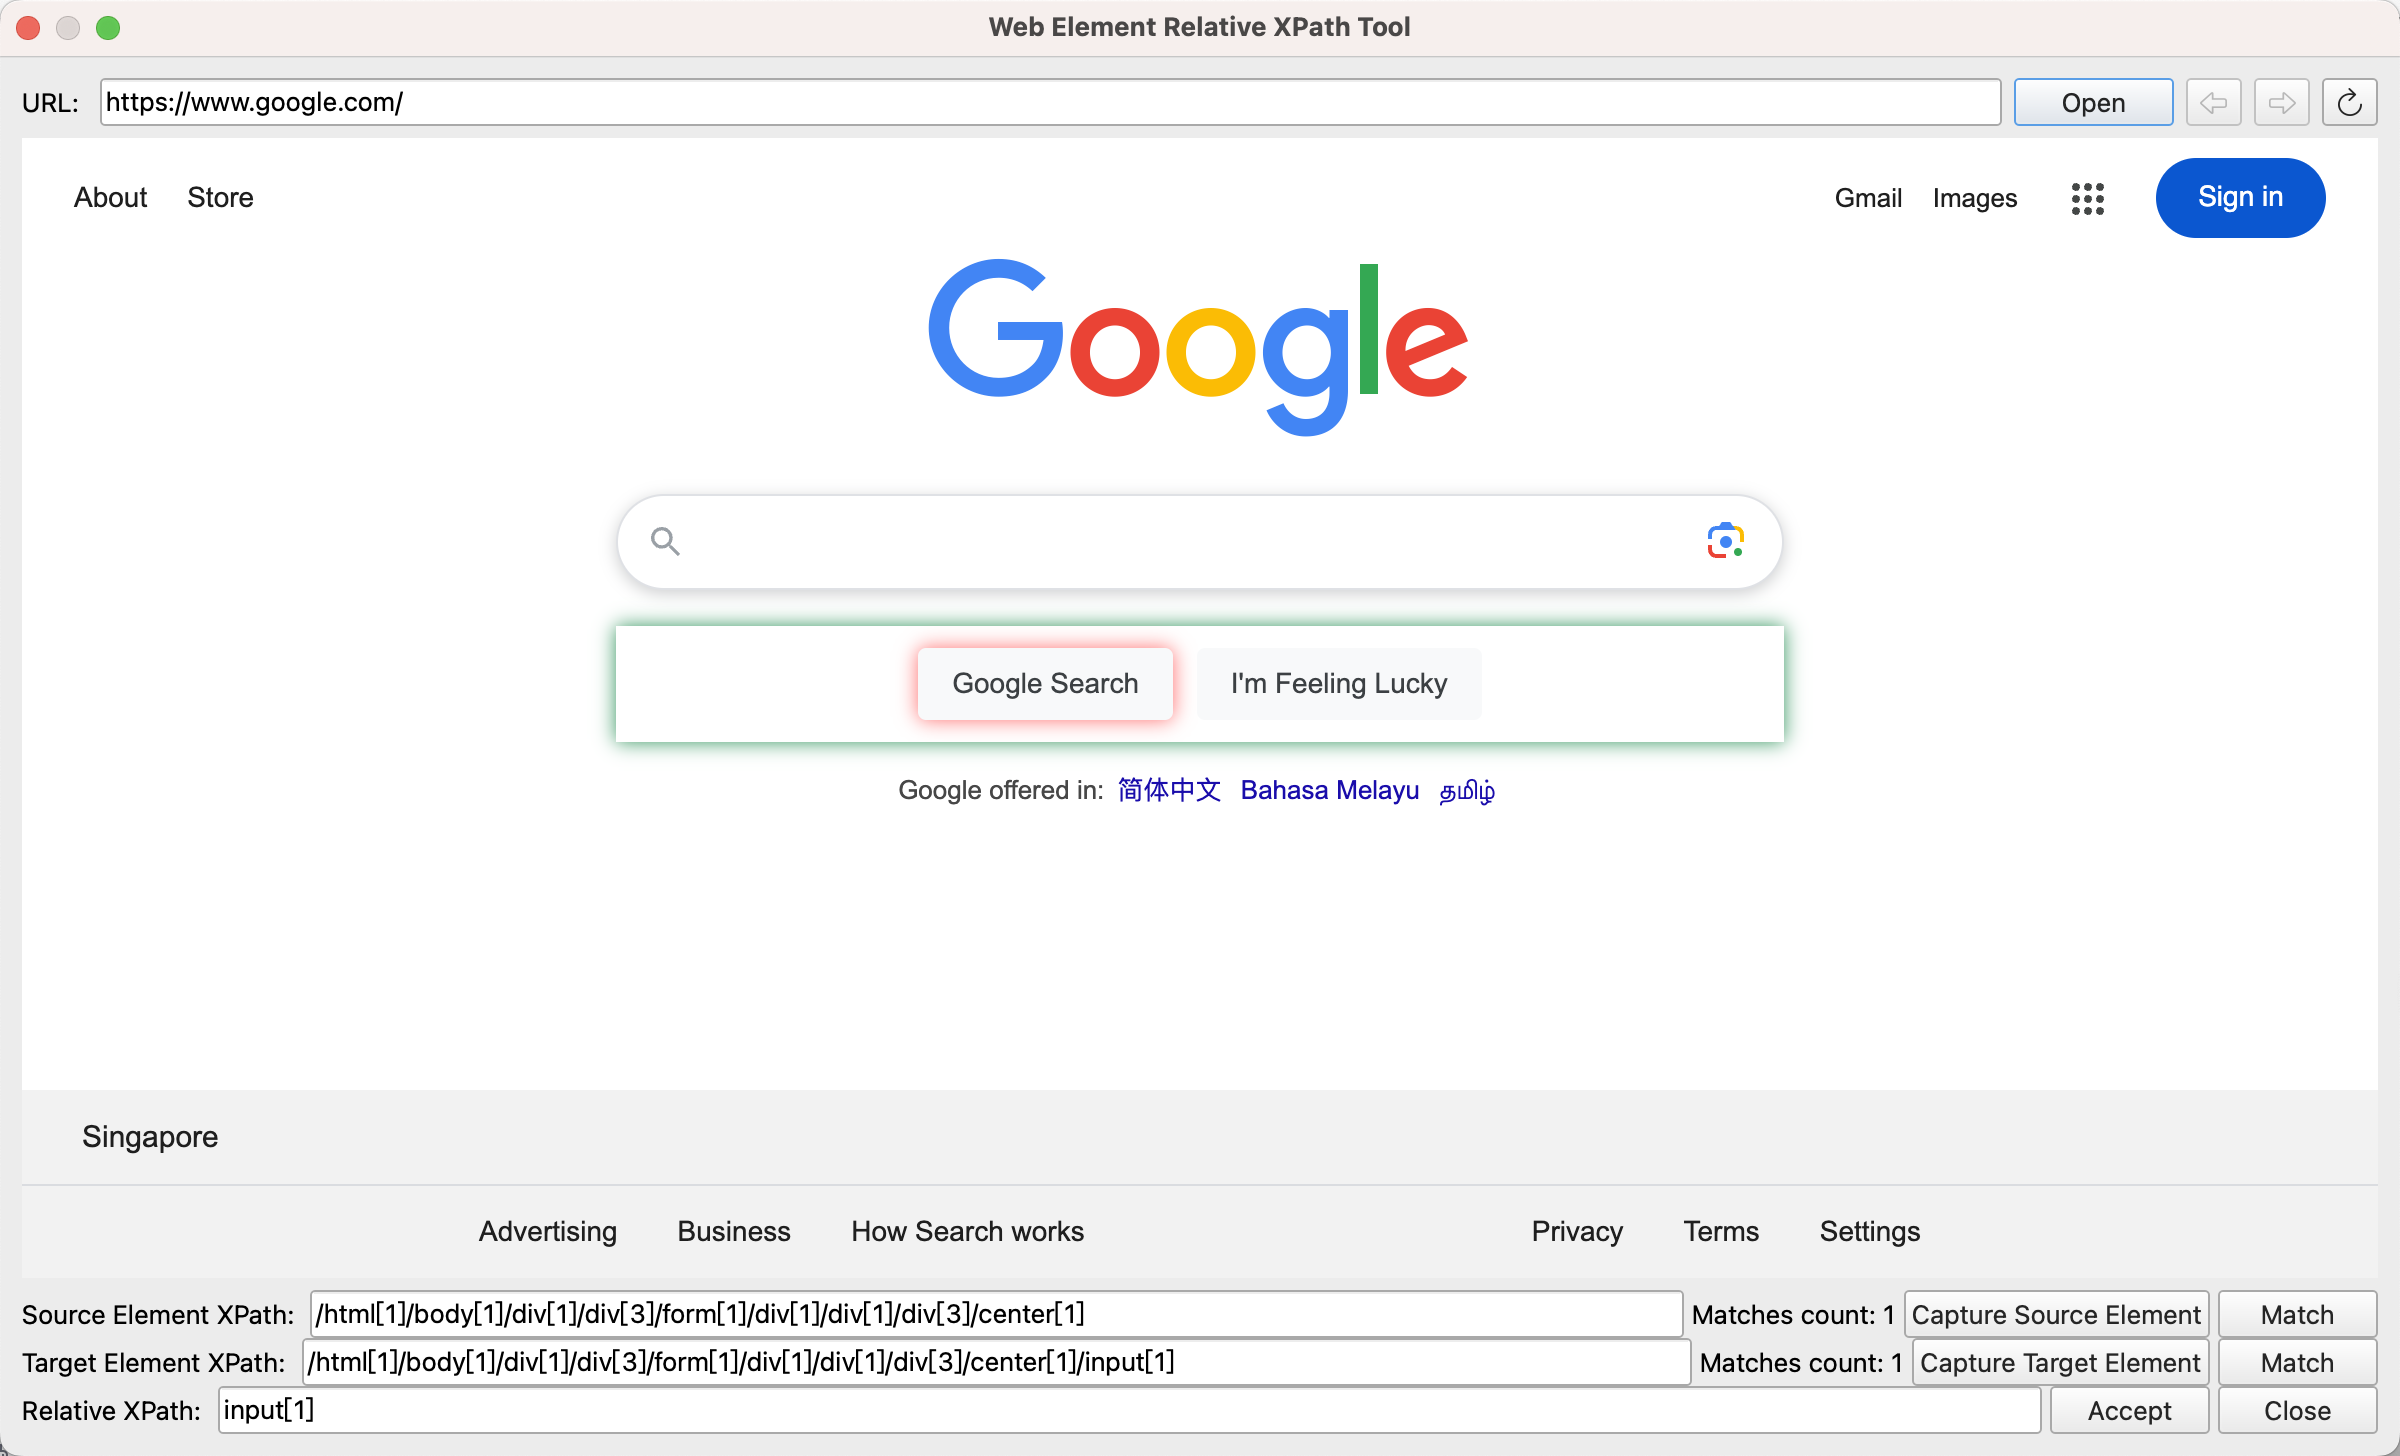 Web Element Relative XPath Tool
URL: https://www.google.com/ Open
About Store Gmail Images Sign in
Google
Google Search I'm Feeling Lucky
Google offered in: 简体中文 Bahasa Melayu தமிழ்
Singapore
Advertising Business How Search works Privacy Terms Settings
Source Element XPath: /html[1]/body[1]/div[1]/div[3]/form[1]/div[1]/div[1]/div[3]/center[1] Matches count: 1 Capture Source Element Match
Target Element XPath: /html[1]/body[1]/div[1]/div[3]/form[1]/div[1]/div[1]/div[3]/center[1]/input[1] Matches count: 1 Capture Target Element Match
Relative XPath: input[1] Accept Close